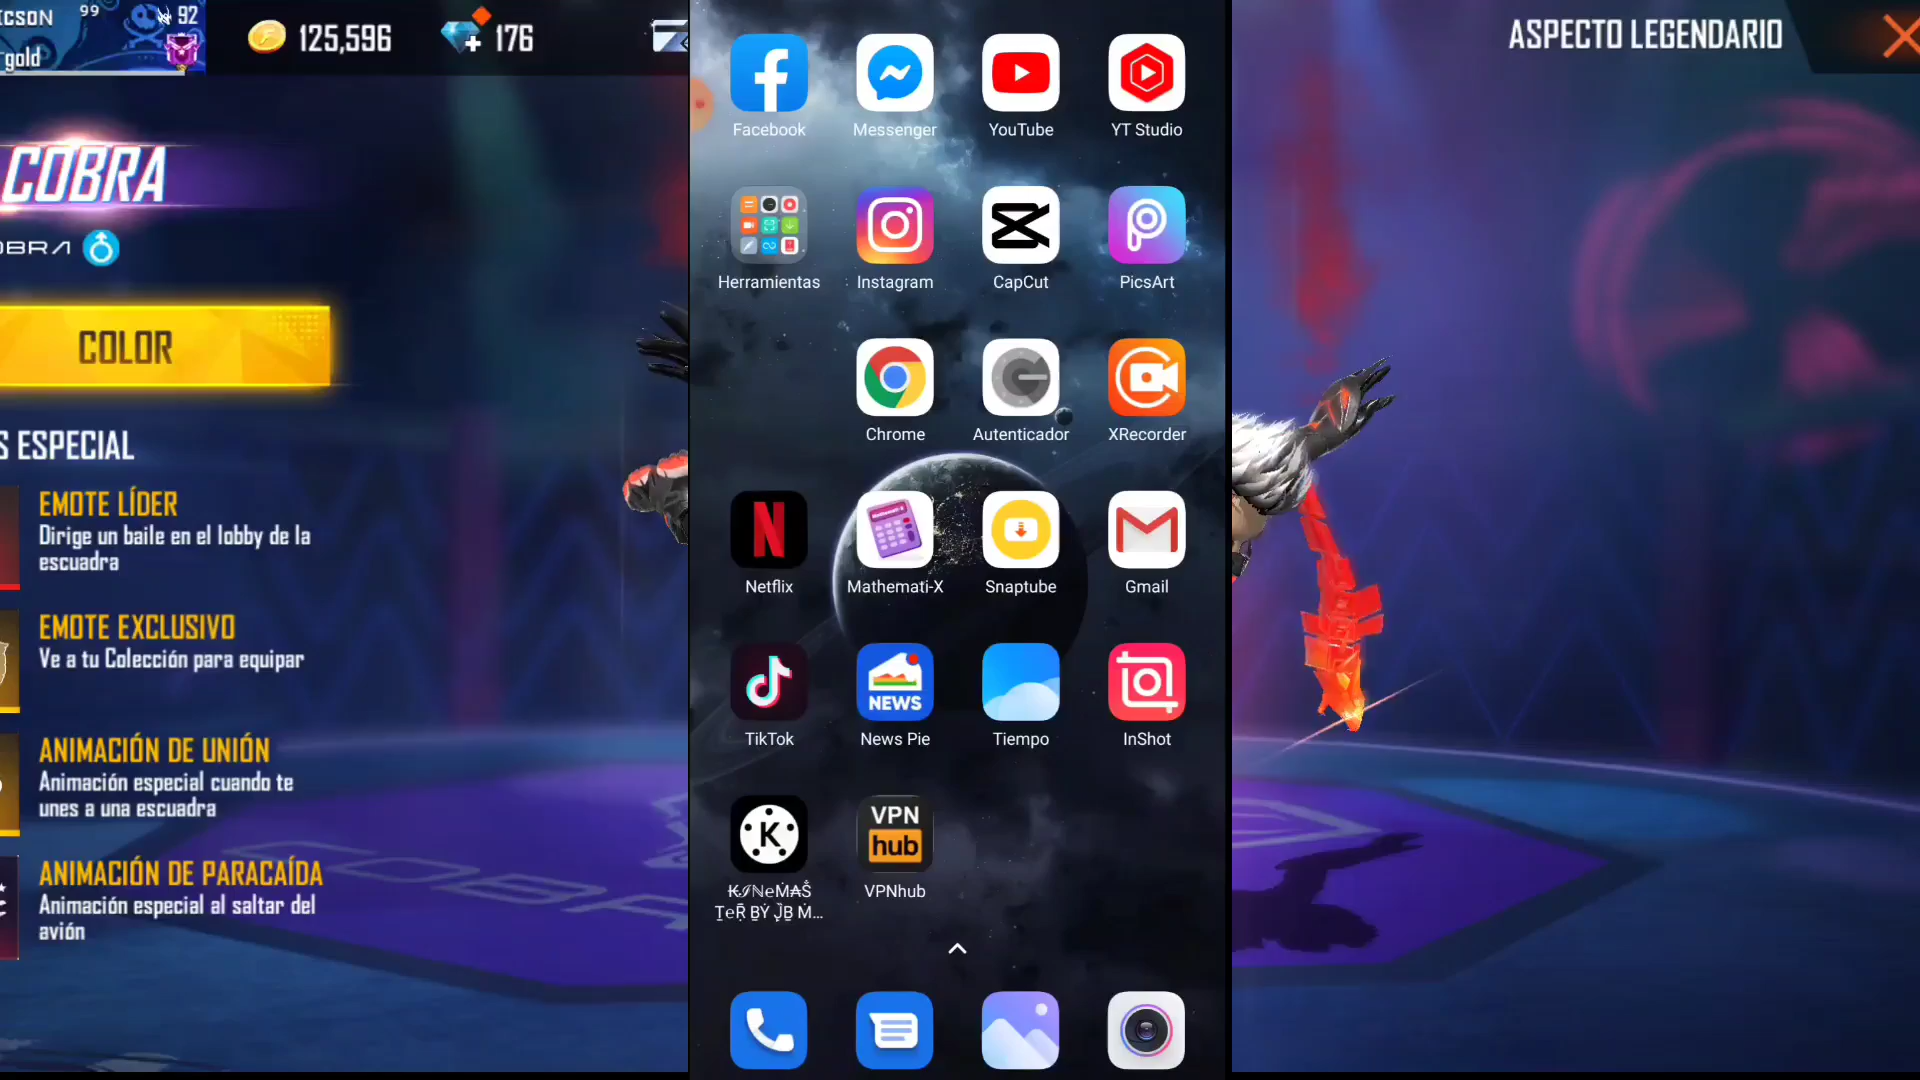 99
92
gold
125,596
176
COBRA
COLOR
S ESPECIAL
EMOTE LÍDER
Dirige un baile en el lobby de la
escuadra
EMOTE EXCLUSIVO
Ve a tu Colección para equipar
ANIMACIÓN DE UNIÓN
Animación especial cuando te
unes a una escuadra
ANIMACIÓN DE PARACAÍDA
Animación especial al saltar del
avión
Facebook
Messenger
YouTube
YT Studio
Herramientas
Instagram
CapCut
PicsArt
Chrome
Autenticador
XRecorder
Netflix
Mathemati-X
Snaptube
Gmail
TikTok
NEWS
News Pie
Tiempo
InShot
K
VPN
hub
VPNhub
ASPECTO LEGENDARIO